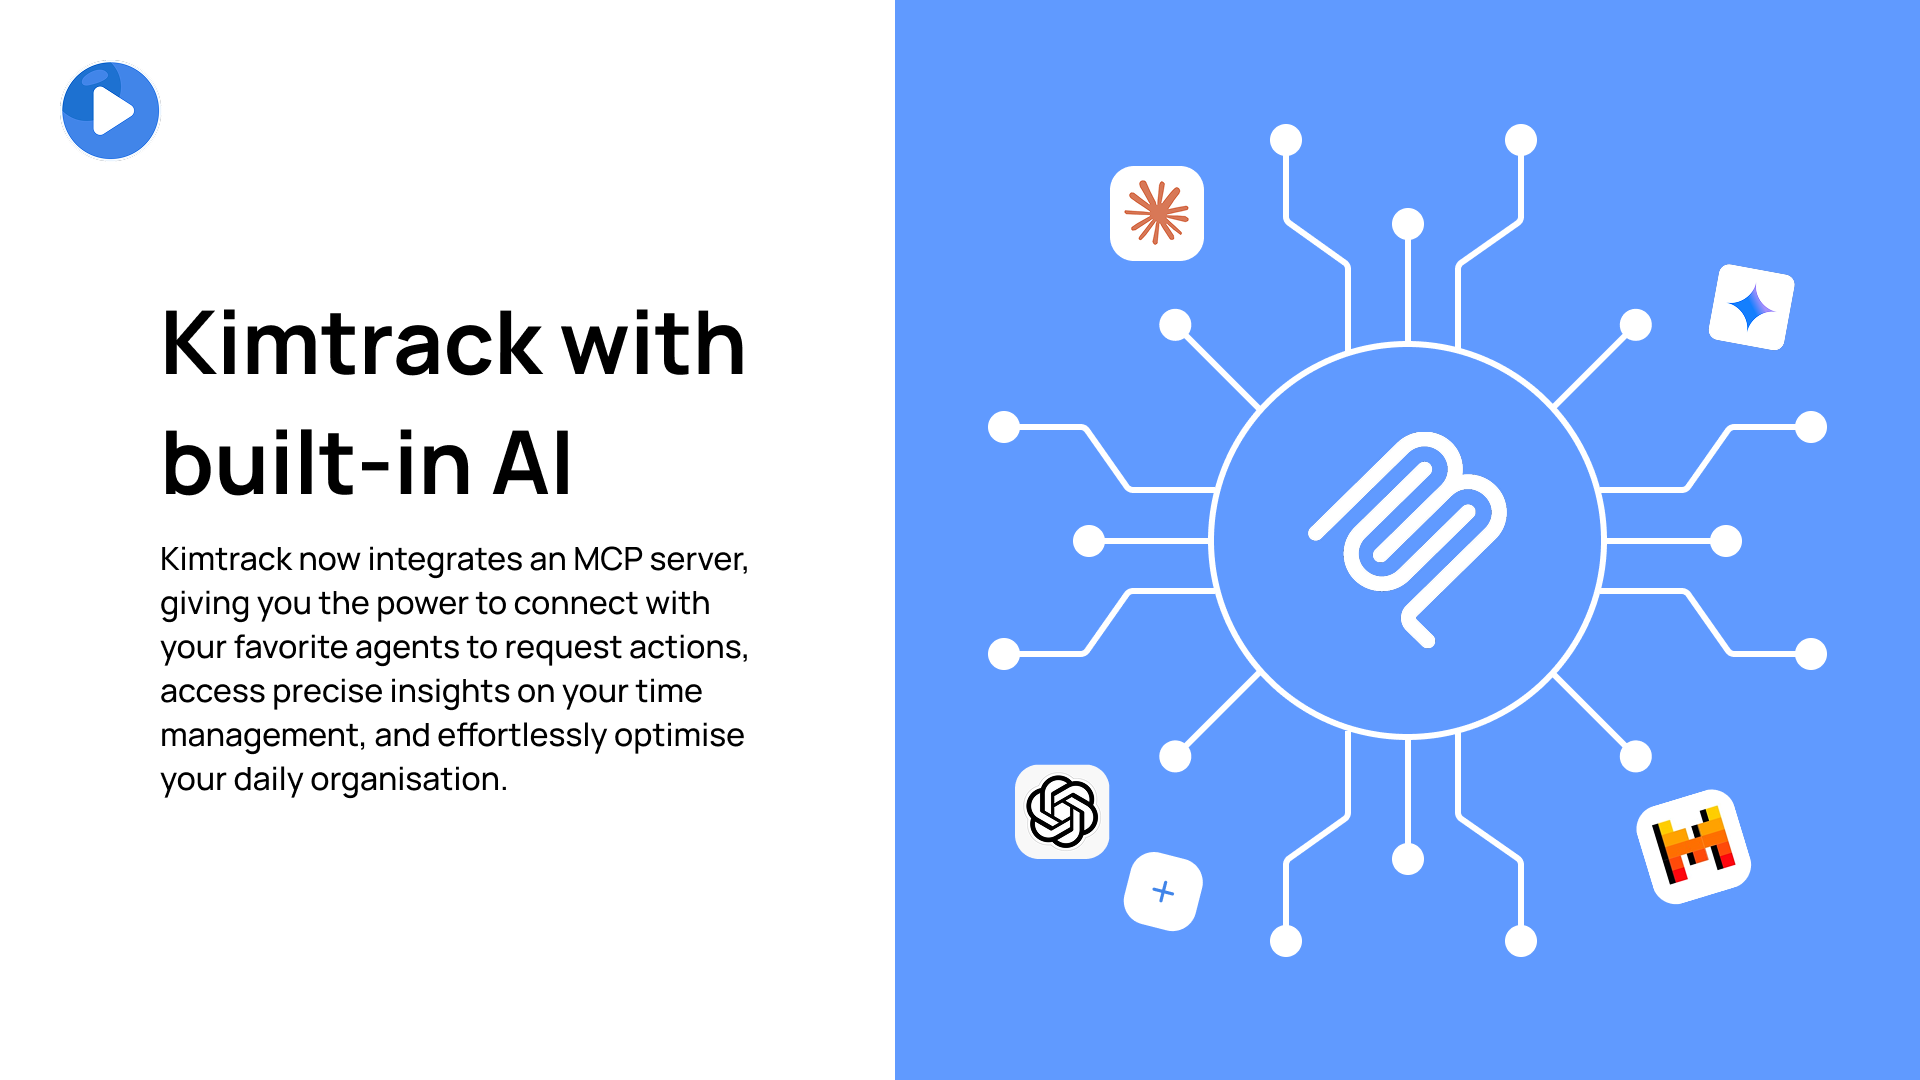 Kimtrack with
built-in AI
Kimtrack now integrates an MCP server,
giving you the power to connect with
your favorite agents to request actions,
access precise insights on your time
management, and effortlessly optimise
your daily organisation.